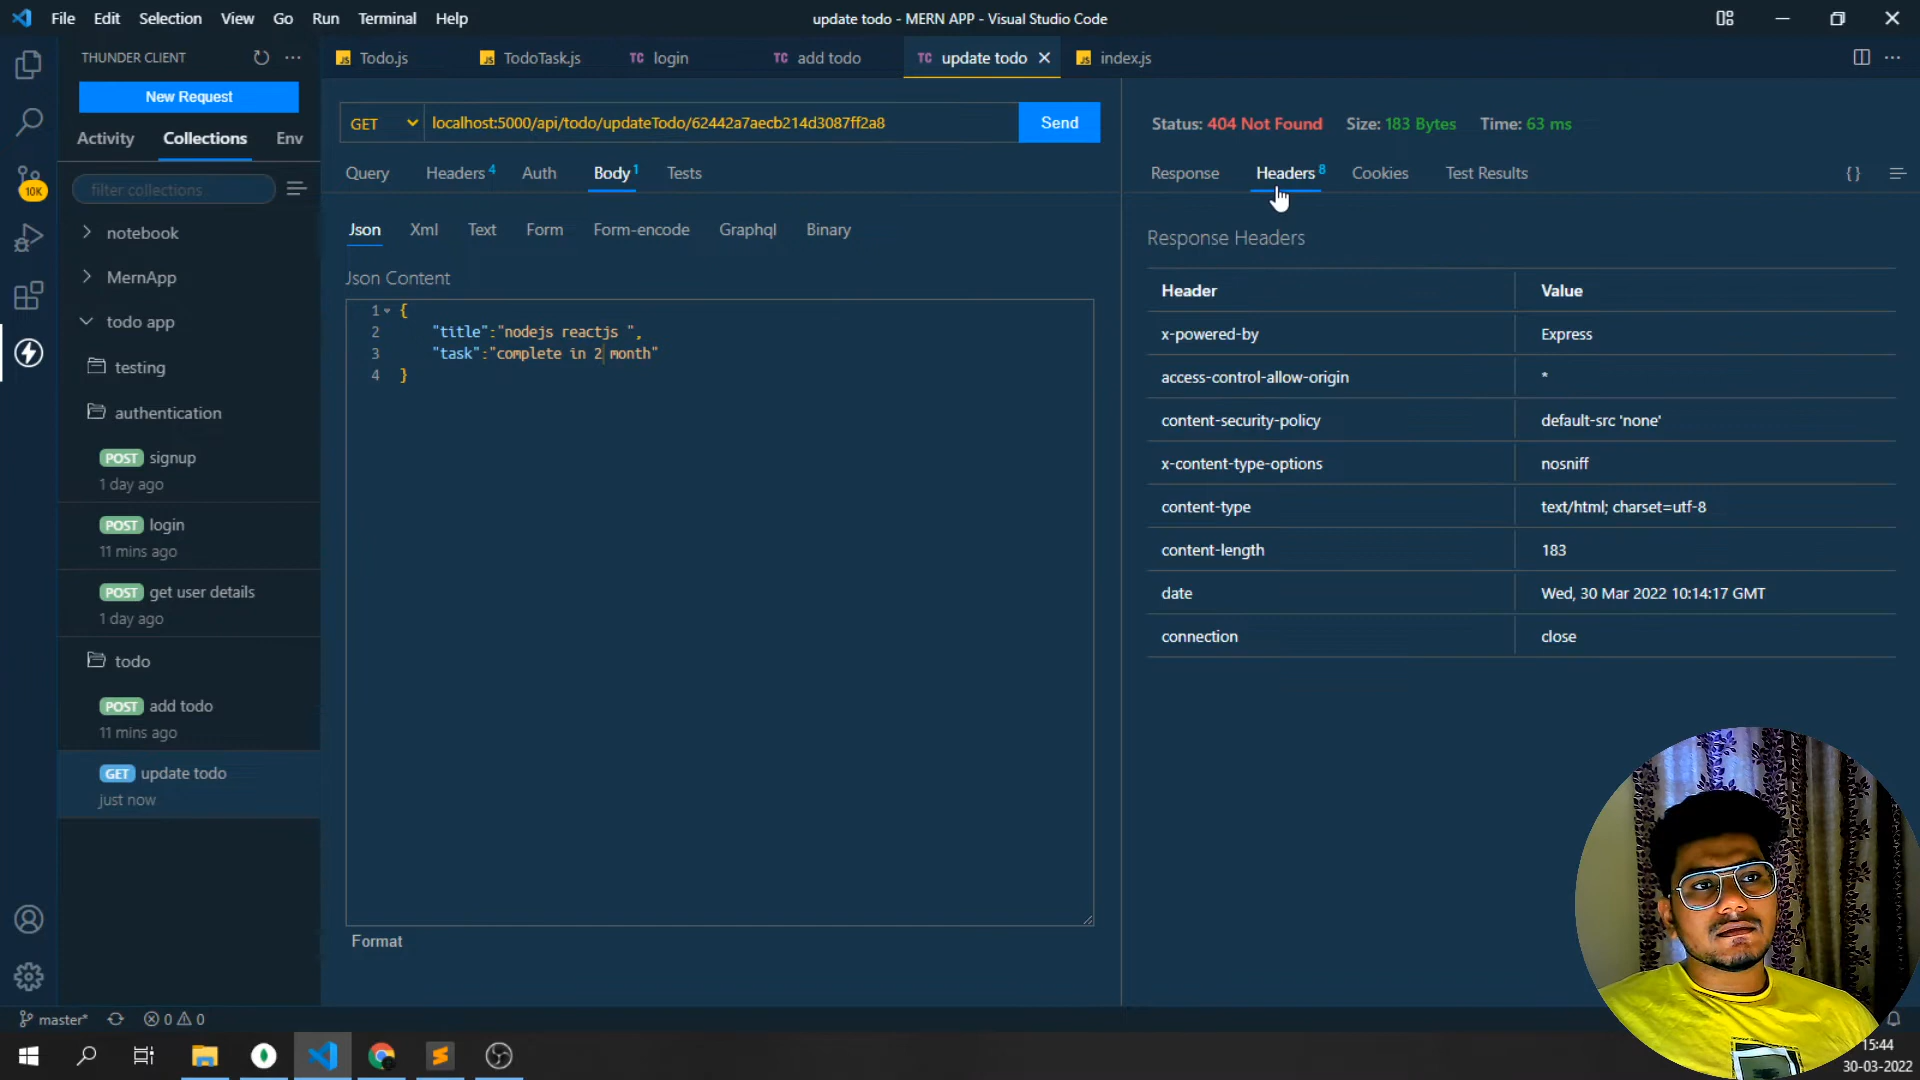 File Edit Selection View Go Run Terminal Help
update todo - MERN APP - Visual Studio Code
THUNDER CLIENT
New Request
Activity Collections Env
filter collections
10K
notebook
MernApp
todo app
testing
authentication
POST signup
1 day ago
POST login
11 mins ago
POST get user details
1 day ago
todo
POST add todo
11 mins ago
GET update todo
just now
JS Todo.js
JS TodoTask.js
TC login
TC add todo
TC update todo
JS index.js
GET localhost:5000/api/todo/updateTodo/62442a7aecb214d3087ff2a8 Send
Query Headers 4 Auth Body 1 Tests
Json Xml Text Form Form-encode Graphql Binary
Json Content
1 {
2 "title":"nodejs reactjs ",
3 "task":"complete in 2 month"
4 }
Format
Status: 404 Not Found Size: 183 Bytes Time: 63 ms
Response Headers 8 Cookies Test Results {}
Response Headers
Header Value
x-powered-by Express
access-control-allow-origin *
content-security-policy default-src 'none'
x-content-type-options nosniff
content-type text/html; charset=utf-8
content-length 183
date Wed, 30 Mar 2022 10:14:17 GMT
connection close
master* 0 0
15:44
30-03-2022